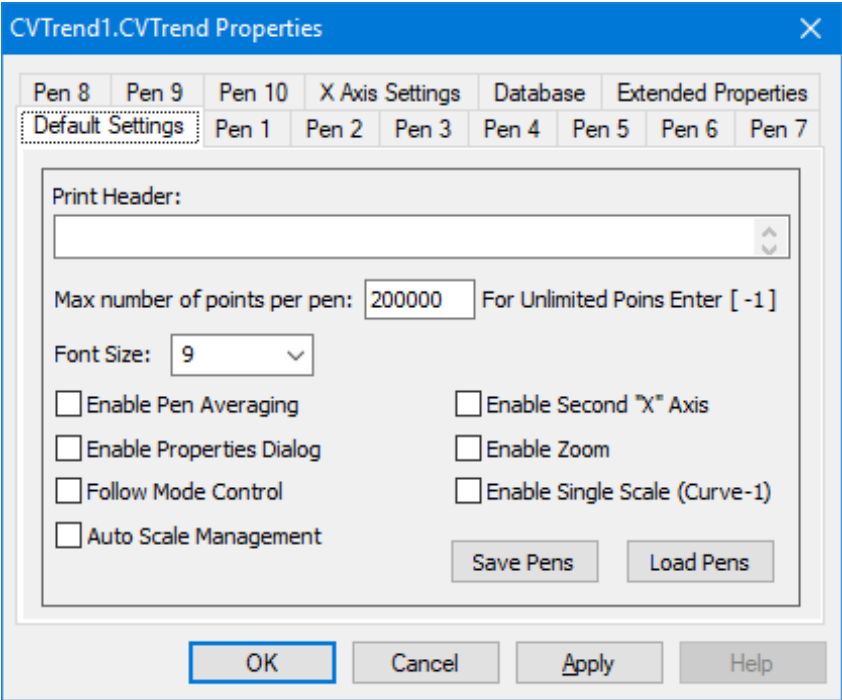 CVTrend1.CVTrend Properties
Pen 8 Pen 9 Pen 10 X Axis Settings Database Extended Properties
Default Settings Pen 1 Pen 2 Pen 3 Pen 4 Pen 5 Pen 6 Pen 7
Print Header:
Max number of points per pen: 200000 For Unlimited Poins Enter [ -1 ]
Font Size: 9
Enable Pen Averaging Enable Second "X" Axis
Enable Properties Dialog Enable Zoom
Follow Mode Control Enable Single Scale (Curve-1)
Auto Scale Management
Save Pens Load Pens
OK Cancel Apply Help